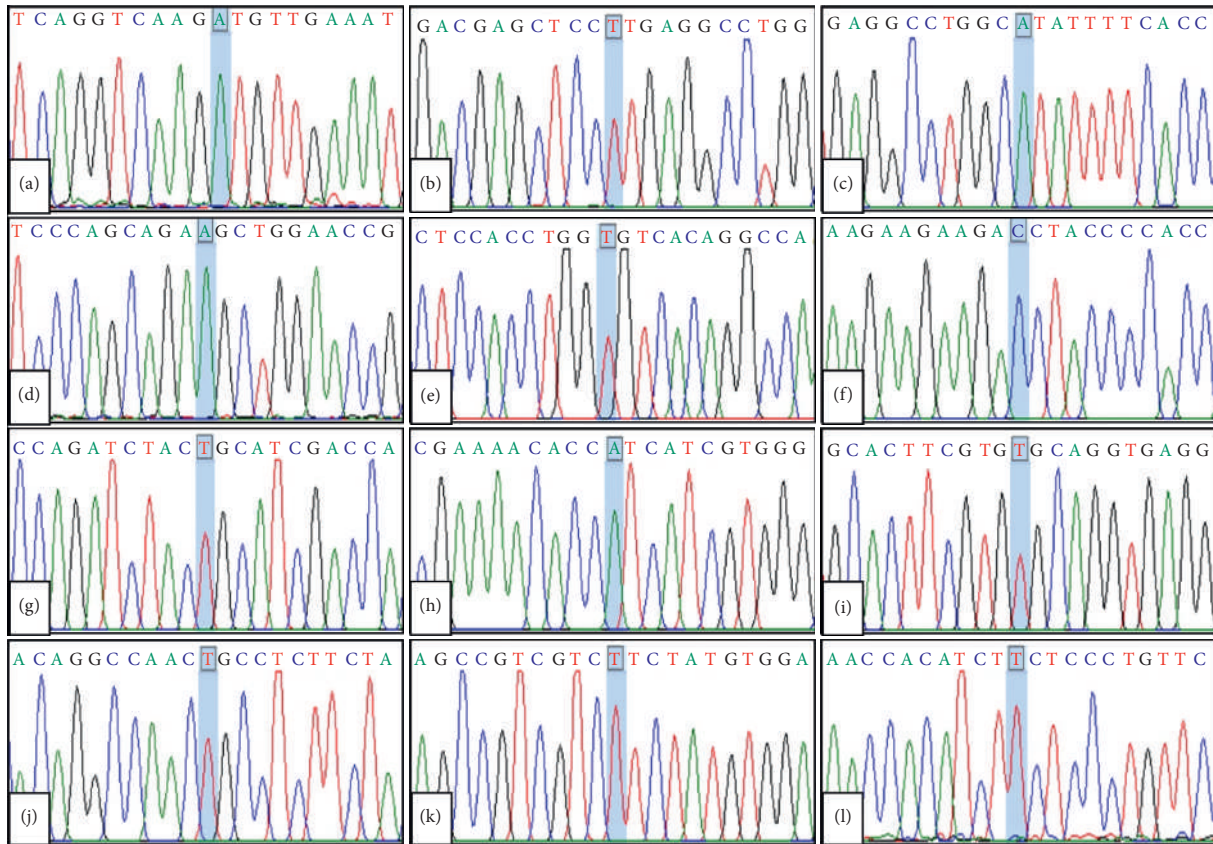 T C A G G T C A A G A T G T T G A A A T
(a)
G A C G A G C T C C T T G A G G C C T G G
(b)
G A G G C C T G G C A T A T T T T C A C C
(c)
T C C C A G C A G A A G C T G G A A C C G
(d)
C T C C A C C T G G T G T C A C A G G C C A
(e)
A A G A A G A A G A C C T A C C C C A C C
(f)
C C A G A T C T A C T G C A T C G A C C A
(g)
C G A A A A C A C C A T C A T C G T G G G
(h)
G C A C T T C G T G T G C A G G T G A G G
(i)
A C A G G C C A A C T G C C T C T T C T A
(j)
A G C C G T C G T C T T C T A T G T G G A
(k)
A A C C A C A T C T T C T C C C T G T T C
(l)